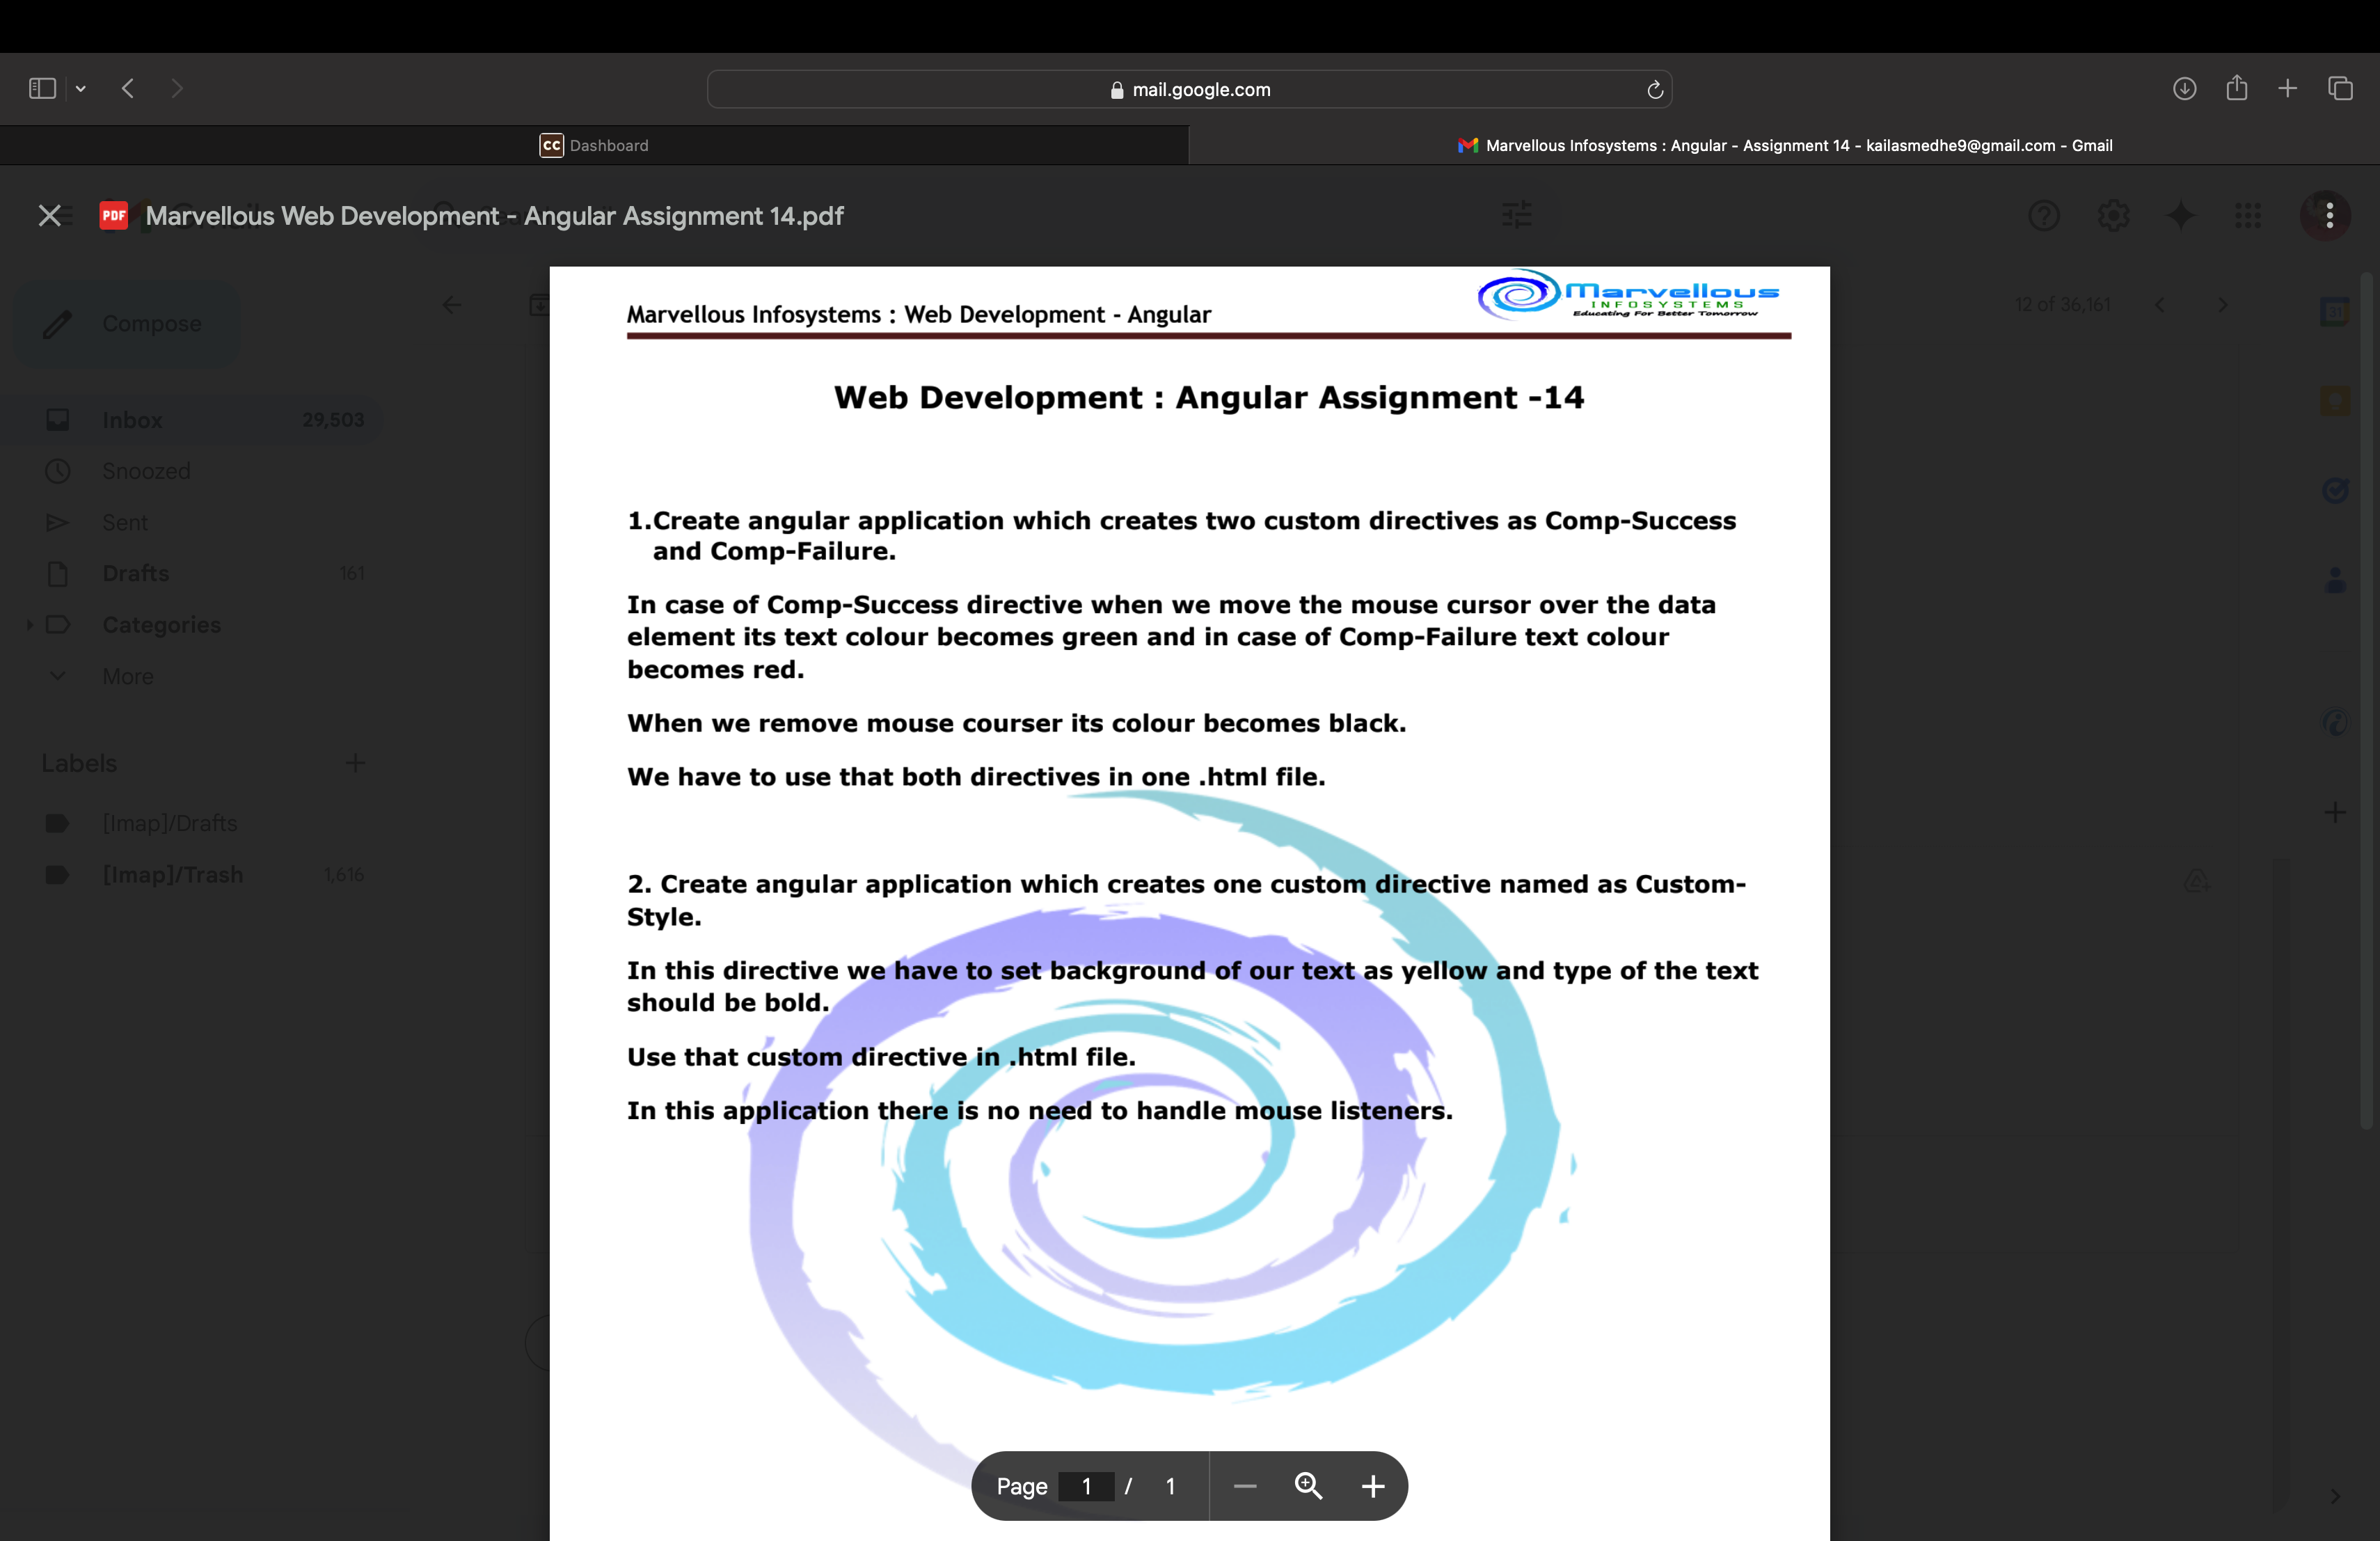 mail.google.com
CC Dashboard
Marvellous Infosystems : Angular - Assignment 14 - kailasmedhe9@gmail.com - Gmail
PDF Marvellous Web Development - Angular Assignment 14.pdf
Compose
12 of 36,161
Inbox 29,503
Snoozed
Sent
Drafts 161
Categories
More
Labels
[Imap]/Drafts
[Imap]/Trash 1,616
31
Marvellous Infosystems : Web Development - Angular
Marvellous
INFOSYSTEMS
Educating For Better Tomorrow
Web Development : Angular Assignment -14
1.Create angular application which creates two custom directives as Comp-Success
and Comp-Failure.
In case of Comp-Success directive when we move the mouse cursor over the data
element its text colour becomes green and in case of Comp-Failure text colour
becomes red.
When we remove mouse courser its colour becomes black.
We have to use that both directives in one .html file.
2. Create angular application which creates one custom directive named as Custom-
Style.
In this directive we have to set background of our text as yellow and type of the text
should be bold.
Use that custom directive in .html file.
In this application there is no need to handle mouse listeners.
Page 1 / 1